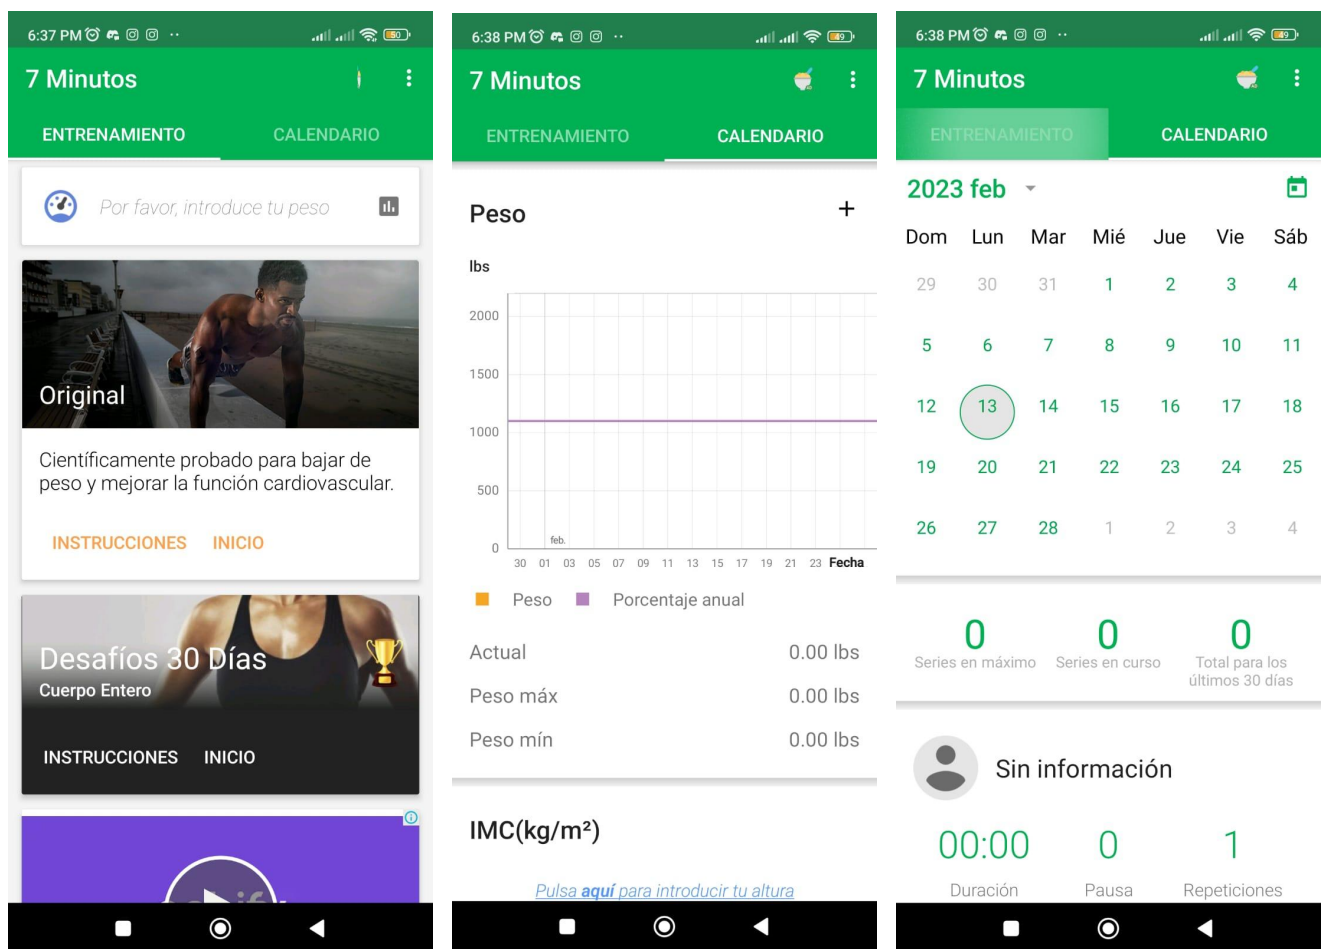 6:37 PM
50
7 Minutos
ENTRENAMIENTO
CALENDARIO
Por favor, introduce tu peso
Original
Científicamente probado para bajar de
peso y mejorar la función cardiovascular.
INSTRUCCIONES INICIO
Desafíos 30 Días
Cuerpo Entero
INSTRUCCIONES INICIO
6:38 PM
49
7 Minutos
ENTRENAMIENTO
CALENDARIO
Peso
+
lbs
2000
1500
1000
500
0
feb.
30 01 03 05 07 09 11 13 15 17 19 21 23 Fecha
Peso Porcentaje anual
Actual 0.00 lbs
Peso máx 0.00 lbs
Peso mín 0.00 lbs
IMC(kg/m²)
Pulsa aquí para introducir tu altura
6:38 PM
49
7 Minutos
ENTRENAMIENTO
CALENDARIO
2023 feb
Dom Lun Mar Mié Jue Vie Sáb
29 30 31 1 2 3 4
5 6 7 8 9 10 11
12 13 14 15 16 17 18
19 20 21 22 23 24 25
26 27 28 1 2 3 4
0 0 0
Series en máximo Series en curso Total para los
últimos 30 días
Sin información
00:00 0 1
Duración Pausa Repeticiones